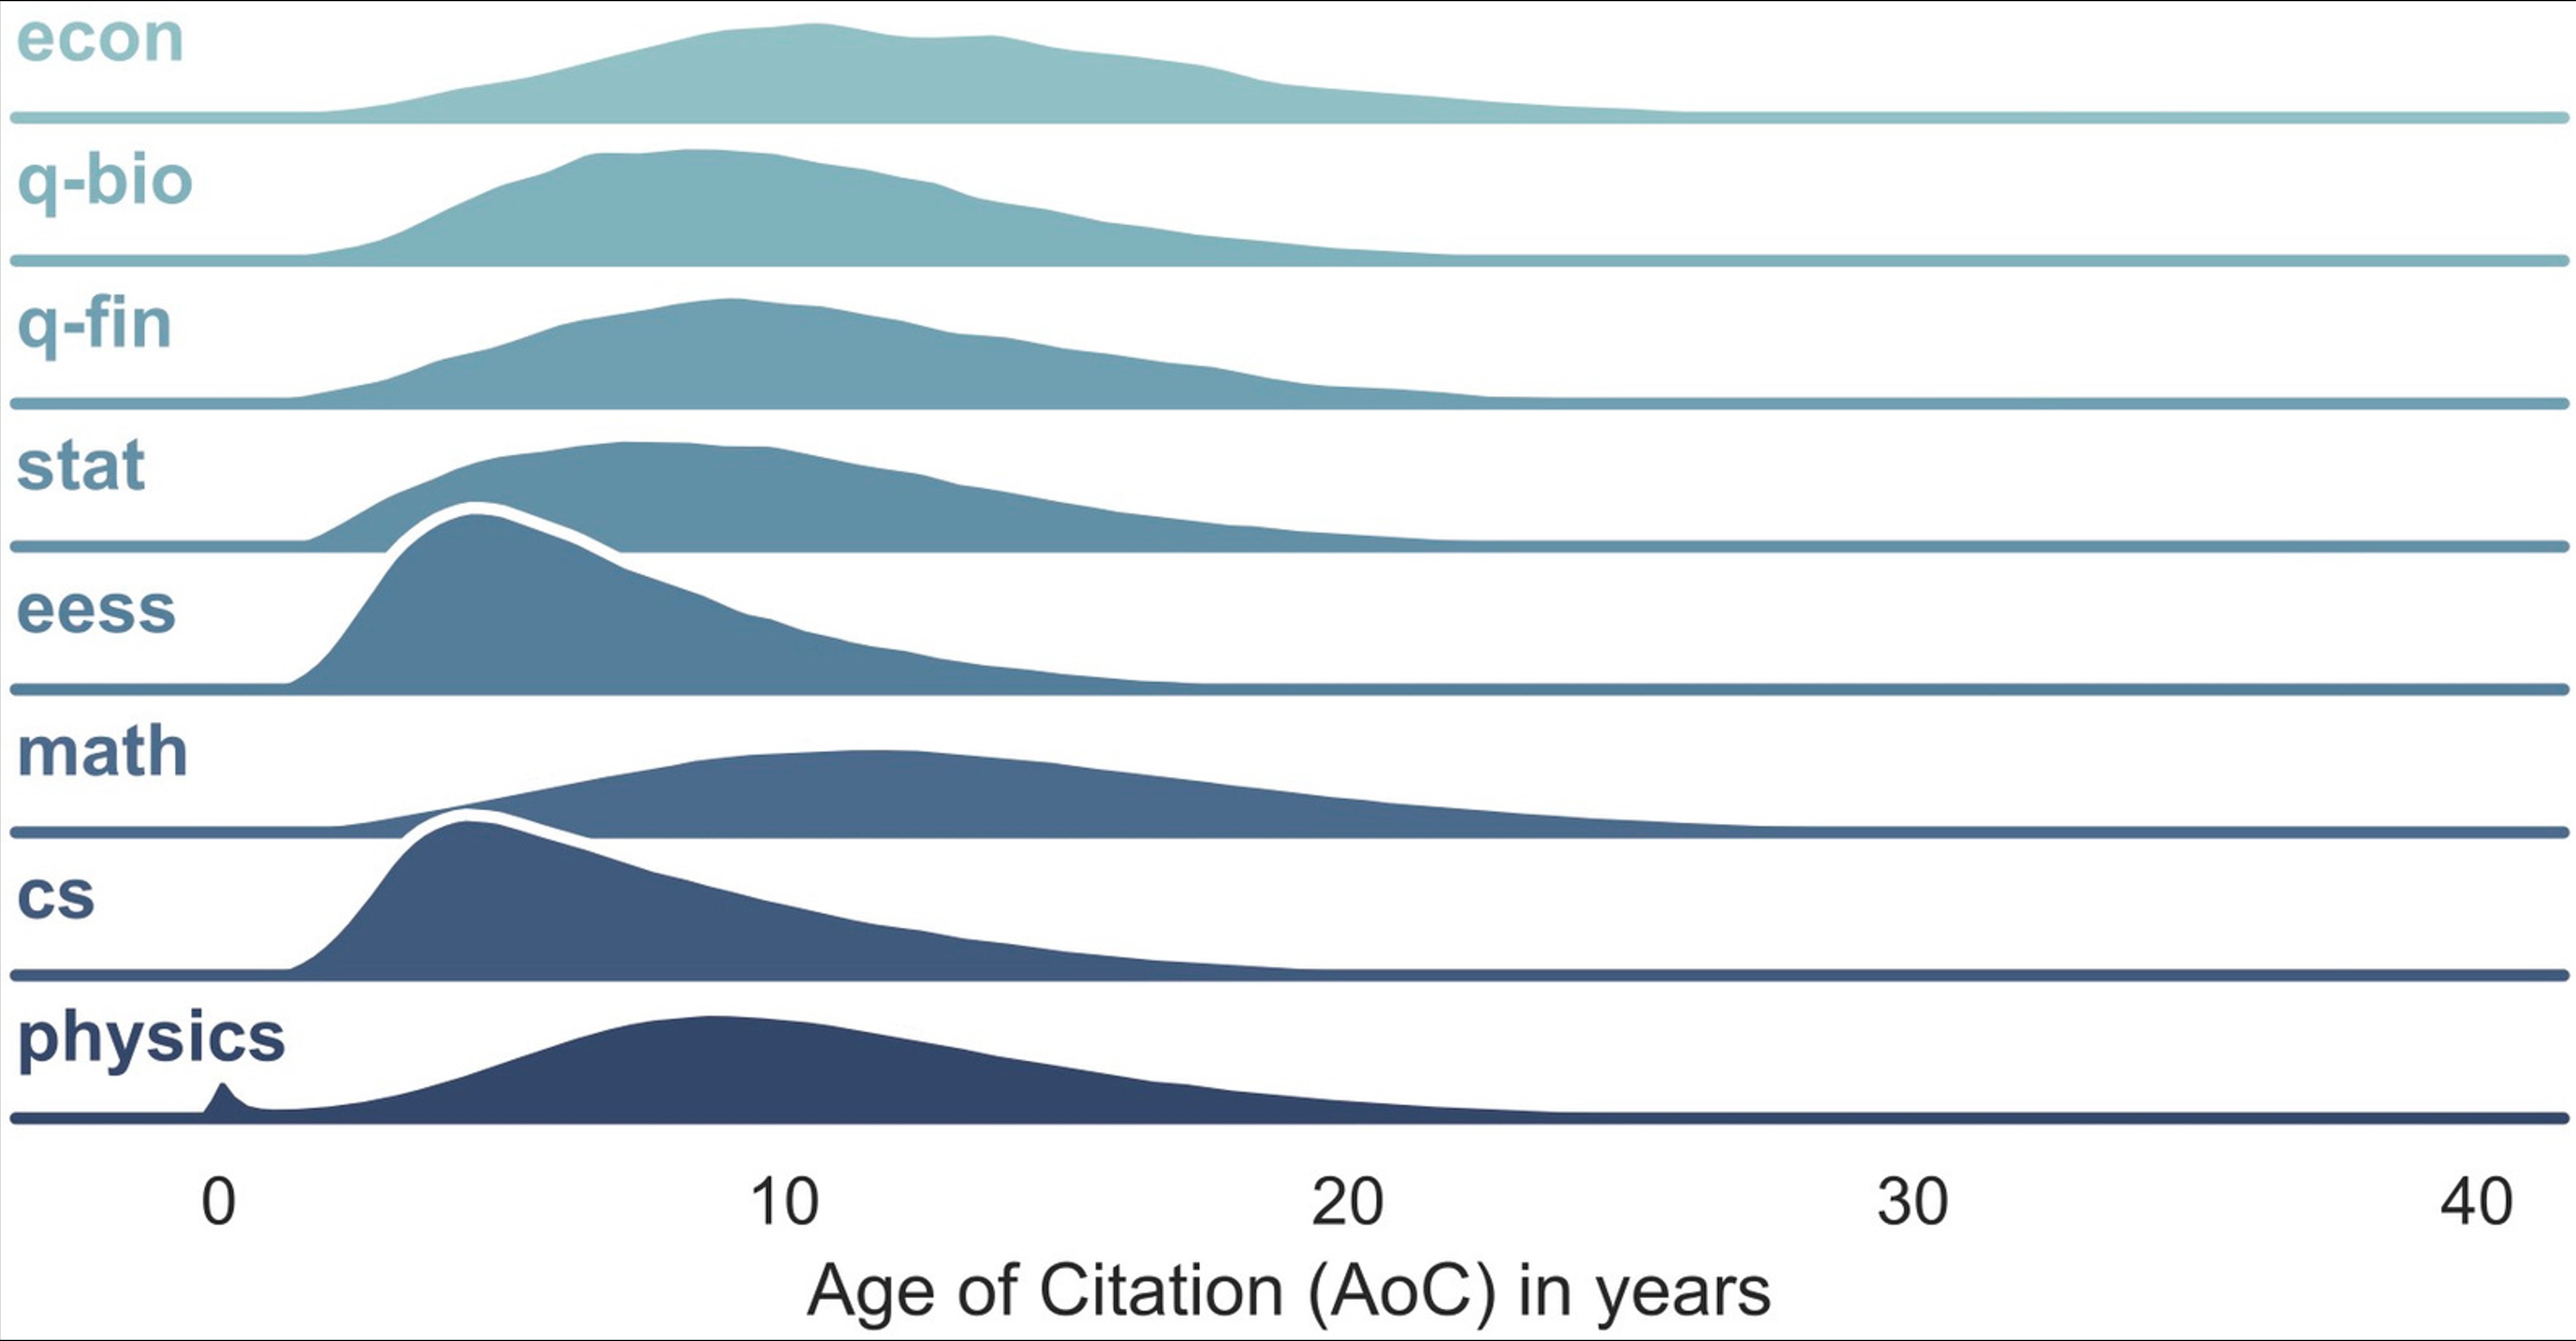 econ
q-bio
q-fin
stat
eess
math
cs
physics
0 10 20 30 40
Age of Citation (AoC) in years